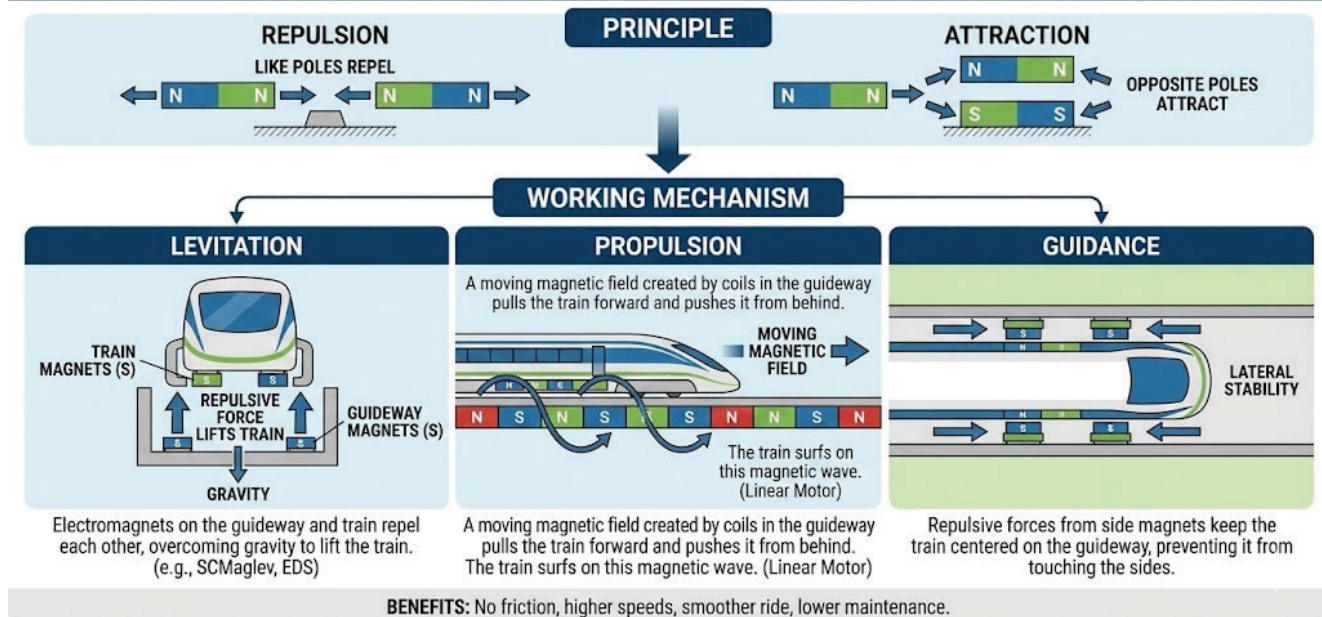 PRINCIPLE
REPULSION
LIKE POLES REPEL
N N N N
ATTRACTION
N N
N N
S S
OPPOSITE POLES
ATTRACT
WORKING MECHANISM
LEVITATION
TRAIN
MAGNETS (S)
S S
REPULSIVE
FORCE
LIFTS TRAIN
GUIDEWAY
MAGNETS (S)
S S
GRAVITY
Electromagnets on the guideway and train repel
each other, overcoming gravity to lift the train.
(e.g., SCMaglev, EDS)
PROPULSION
A moving magnetic field created by coils in the guideway
pulls the train forward and pushes it from behind.
MOVING
MAGNETIC
FIELD
N S N S S N N S N
The train surfs on
this magnetic wave.
(Linear Motor)
A moving magnetic field created by coils in the guideway
pulls the train forward and pushes it from behind.
The train surfs on this magnetic wave. (Linear Motor)
GUIDANCE
S S
LATERAL
STABILITY
S S
Repulsive forces from side magnets keep the
train centered on the guideway, preventing it from
touching the sides.
BENEFITS: No friction, higher speeds, smoother ride, lower maintenance.